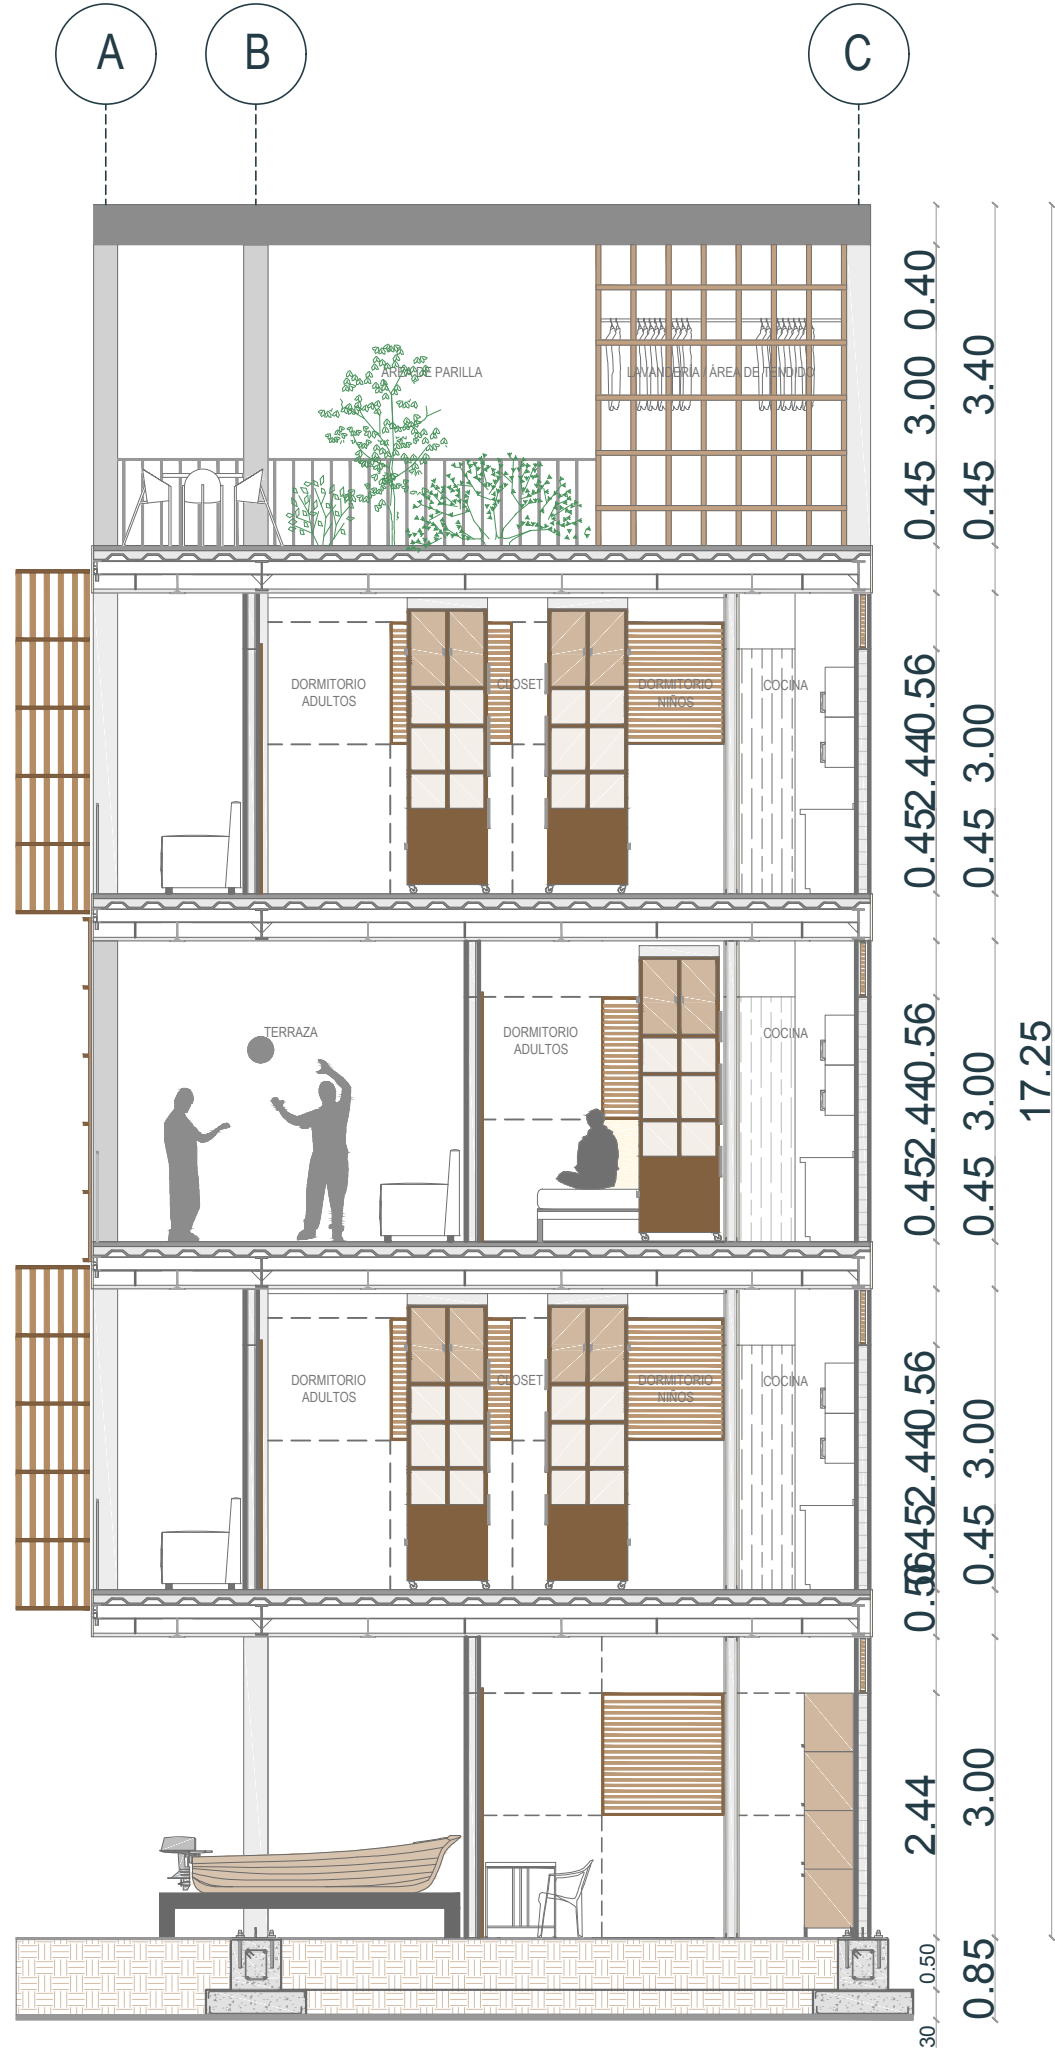 A B C
0.40
3.40
ÁREA DE PARILLA
LAVANDERIA / ÁREA DE TENDIDO
3.00
0.45
0.45
DORMITORIO
ADULTOS
CLOSET
DORMITORIO
NIÑOS
COCINA
0.56
2.44
3.00
0.45
0.45
TERRAZA
DORMITORIO
ADULTOS
COCINA
0.56
2.44
3.00
17.25
0.45
0.45
DORMITORIO
ADULTOS
CLOSET
DORMITORIO
NIÑOS
COCINA
0.56
2.44
3.00
0.45
0.45
0.56
2.44
3.00
0.50
0.85
30